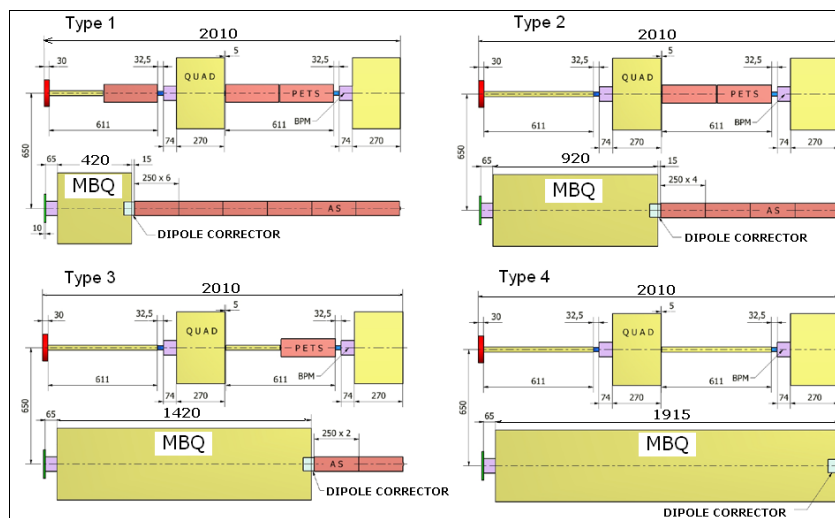 Type 1
2010
30
32,5
5
32,5
QUAD
PETS
BPM
611
611
74
270
74
270
650
65
420
15
250 x 6
MBQ
AS
10
DIPOLE CORRECTOR
Type 2
2010
30
32,5
5
32,5
QUAD
PETS
BPM
611
611
74
270
74
270
650
65
920
15
250 x 4
MBQ
AS
DIPOLE CORRECTOR
Type 3
2010
30
32,5
5
32,5
QUAD
PETS
BPM
611
611
74
270
74
270
650
65
1420
250 x 2
MBQ
AS
DIPOLE CORRECTOR
Type 4
2010
30
32,5
5
32,5
QUAD
BPM
611
611
74
270
74
270
650
65
1915
MBQ
DIPOLE CORRECTOR